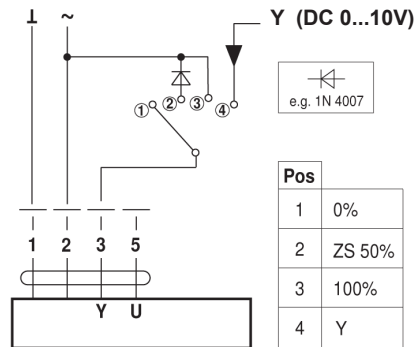 ⊥ ~
Y (DC 0...10V)
① ② ③ ④
e.g. 1N 4007
1 2 3 5
Y U
Pos
1 0%
2 ZS 50%
3 100%
4 Y